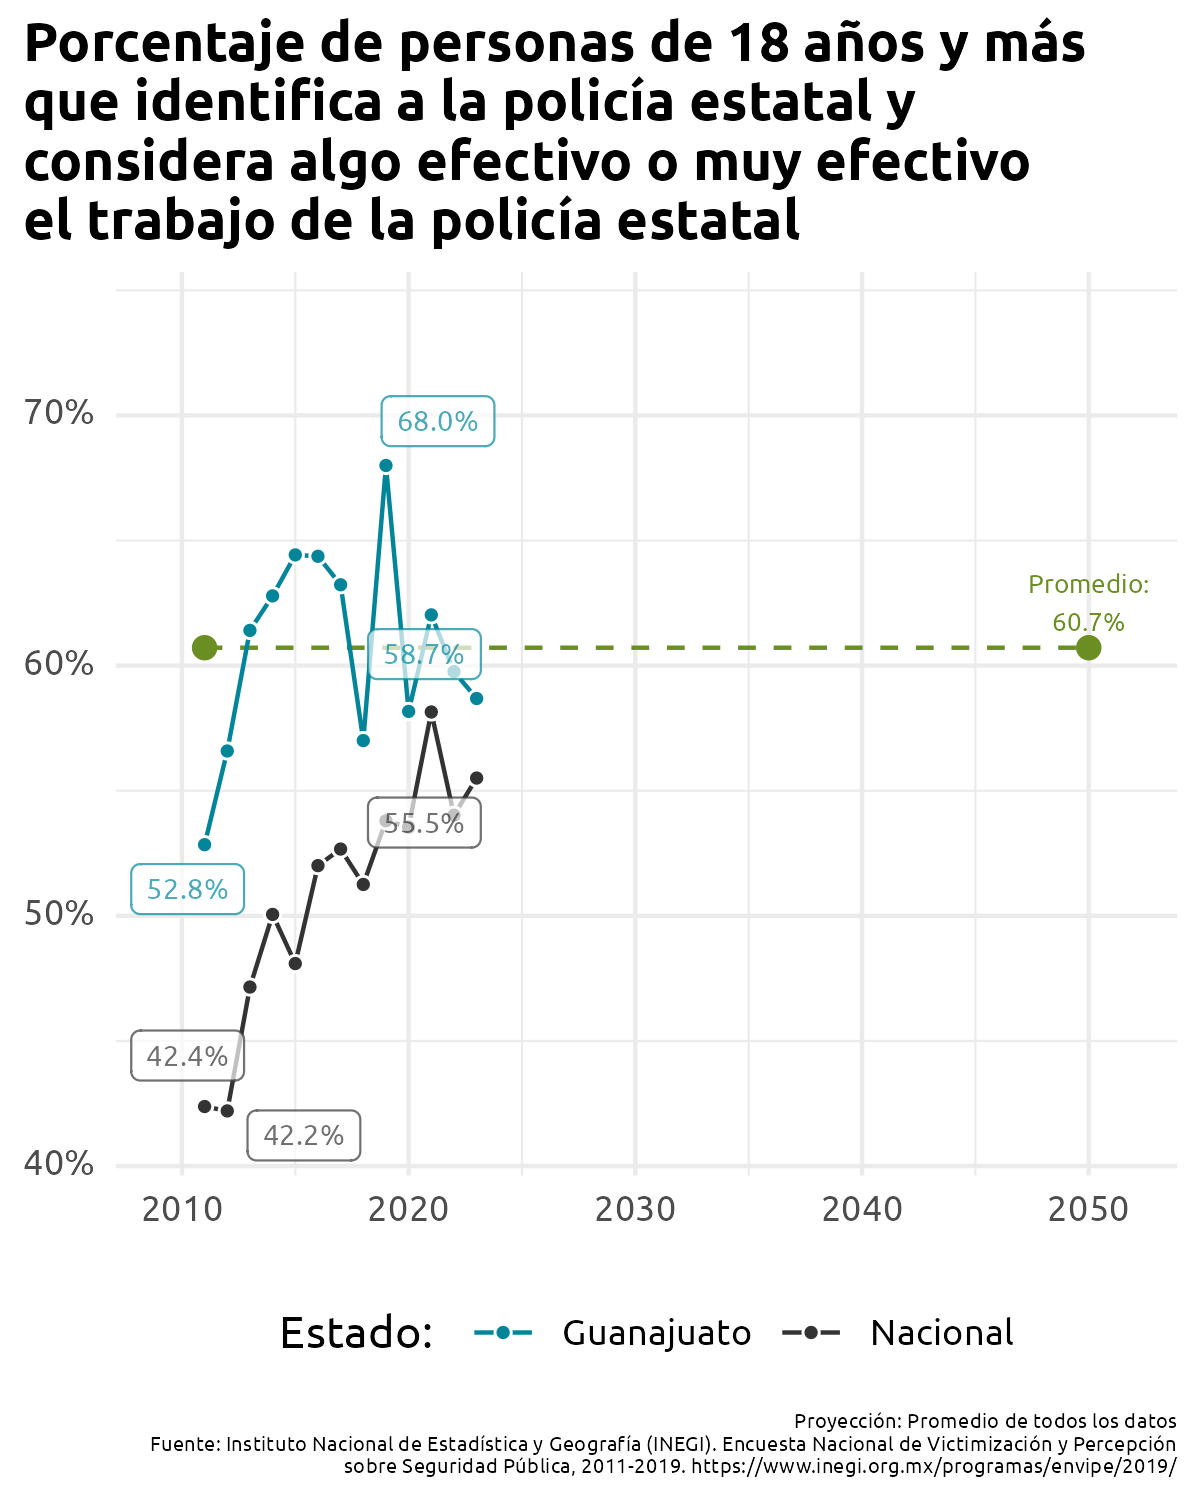 Porcentaje de personas de 18 años y más
que identifica a la policía estatal y
considera algo efectivo o muy efectivo
el trabajo de la policía estatal
70%
68.0%
Promedio:
60.7%
60%
58.7%
55.5%
52.8%
50%
42.4%
42.2%
40%
2010 2020 2030 2040 2050
Estado: Guanajuato Nacional
Proyección: Promedio de todos los datos
Fuente: Instituto Nacional de Estadística y Geografía (INEGI). Encuesta Nacional de Victimización y Percepción
sobre Seguridad Pública, 2011-2019. https://www.inegi.org.mx/programas/envipe/2019/